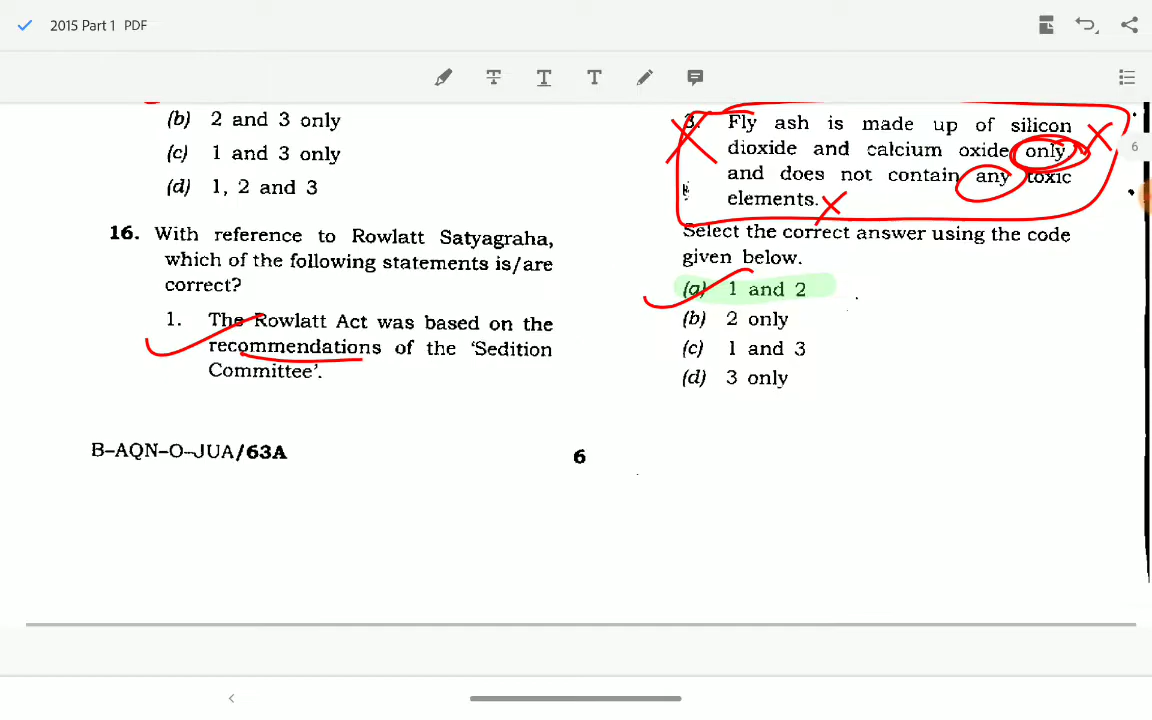 2015 Part 1 PDF
(b) 2 and 3 only
(c) 1 and 3 only
(d) 1, 2 and 3
16. With reference to Rowlatt Satyagraha,
which of the following statements is/are
correct?
1. The Rowlatt Act was based on the
recommendations of the 'Sedition
Committee'.
3. Fly ash is made up of silicon
dioxide and calcium oxide only
and does not contain any toxic
elements.
Select the correct answer using the code
given below.
(a) 1 and 2
(b) 2 only
(c) 1 and 3
(d) 3 only
6
B-AQN-O-JUA/63A
6